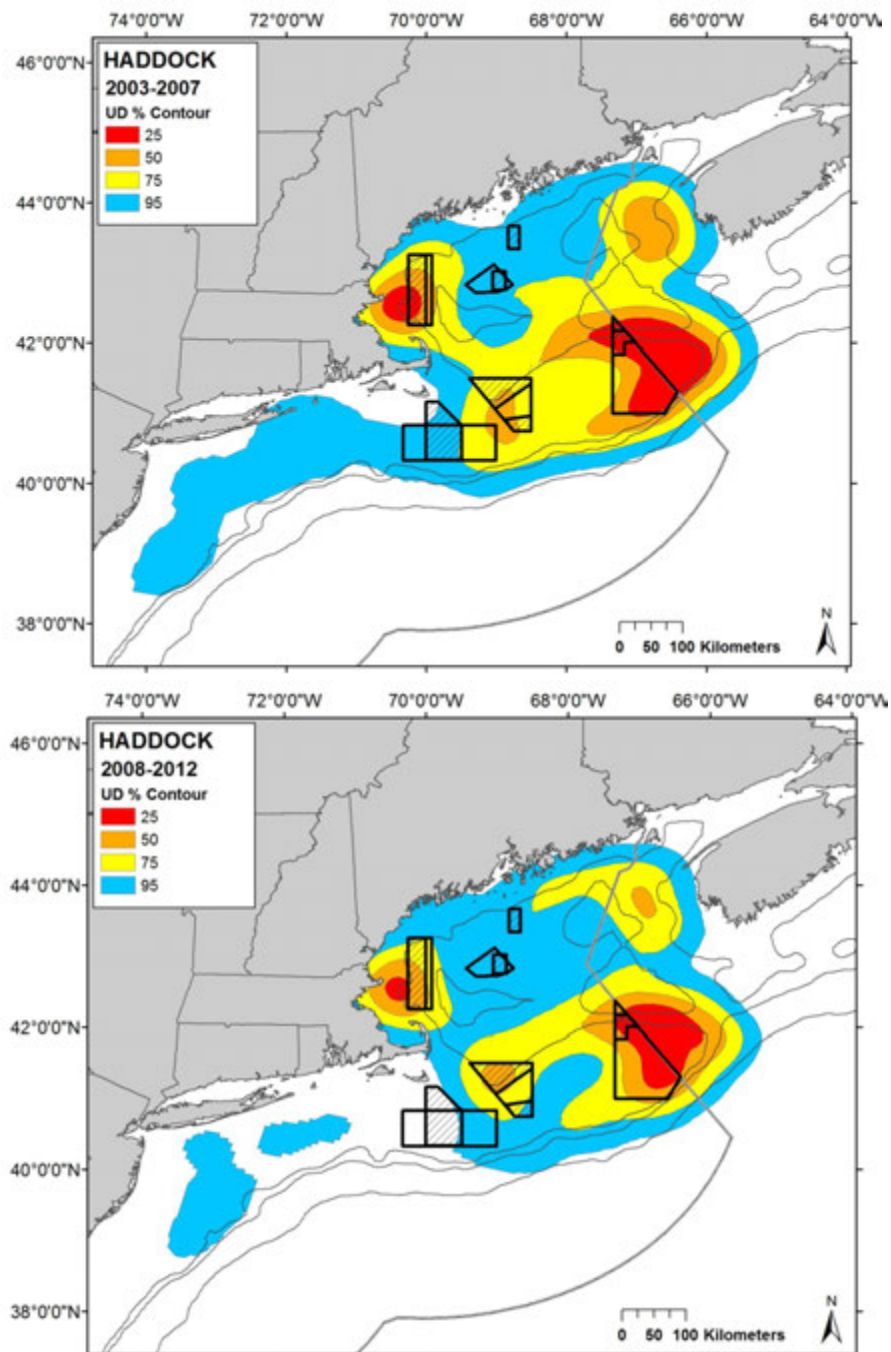 74°0'0"W 72°0'0"W 70°0'0"W 68°0'0"W 66°0'0"W 64°0'0"W
46°0'0"N
HADDOCK
2003-2007
UD % Contour
25
50
75
95
44°0'0"N
42°0'0"N
40°0'0"N
38°0'0"N
N
0 50 100 Kilometers
74°0'0"W 72°0'0"W 70°0'0"W 68°0'0"W 66°0'0"W 64°0'0"W
46°0'0"N
HADDOCK
2008-2012
UD % Contour
25
50
75
95
44°0'0"N
42°0'0"N
40°0'0"N
38°0'0"N
N
0 50 100 Kilometers